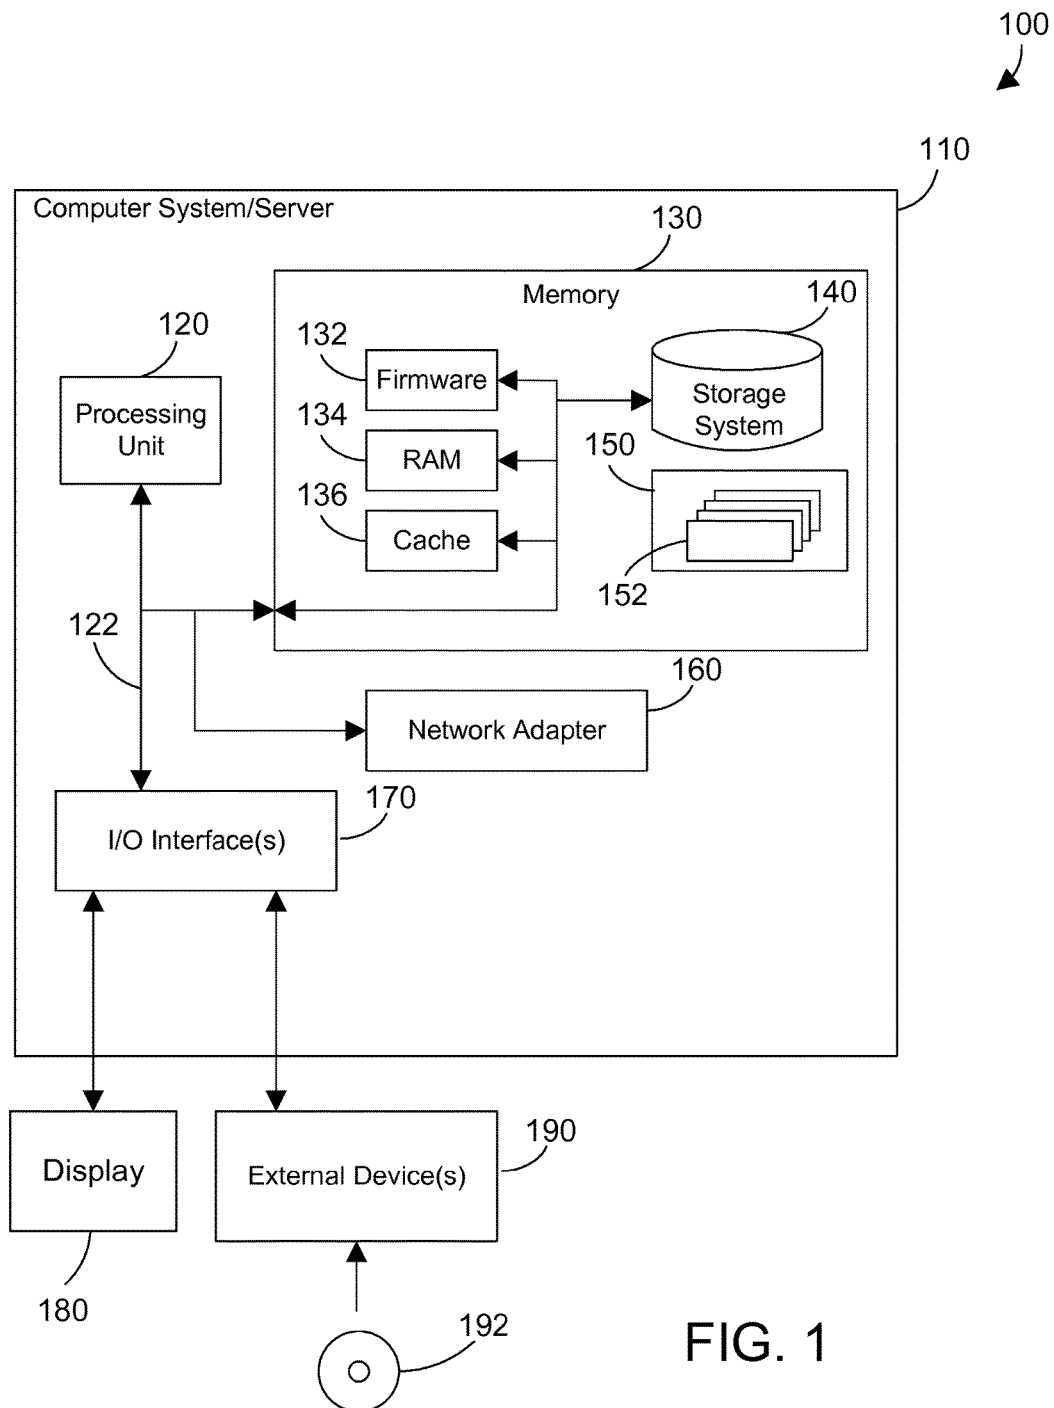 100
110
Computer System/Server
130
Memory
140
120
132
Firmware
Processing
Unit
Storage
System
134
RAM
150
136
Cache
152
122
160
Network Adapter
170
I/O Interface(s)
190
Display
External Device(s)
180
192
FIG. 1